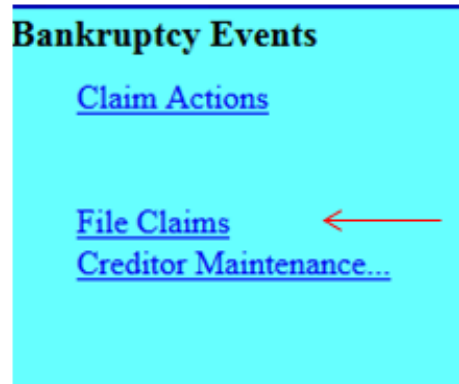 Bankruptcy Events
Claim Actions
File Claims
Creditor Maintenance...